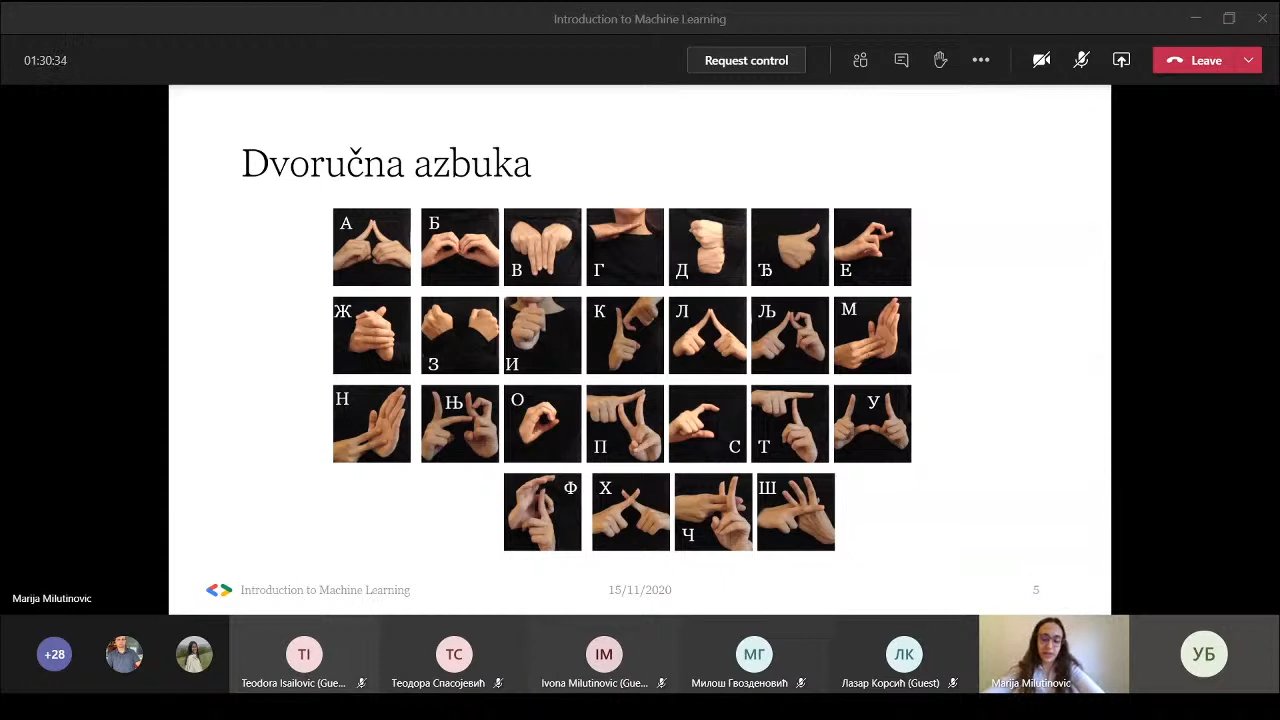 Introduction to Machine Learning
01:30:34
Request control
Leave
Dvoručna azbuka
А Б В Г Д Ђ Е
Ж З И К Л Љ М
Н Њ О П С Т У
Ф Х Ч Ш
Introduction to Machine Learning 15/11/2020 5
Marija Milutinovic
+28 TI TC IM МГ ЛК УБ
Teodora Isailovic (Gue... Теодора Спасојевић Ivona Milutinovic (Gue... Милош Гвозденовић Лазар Корсић (Guest) Marija Milutinovic